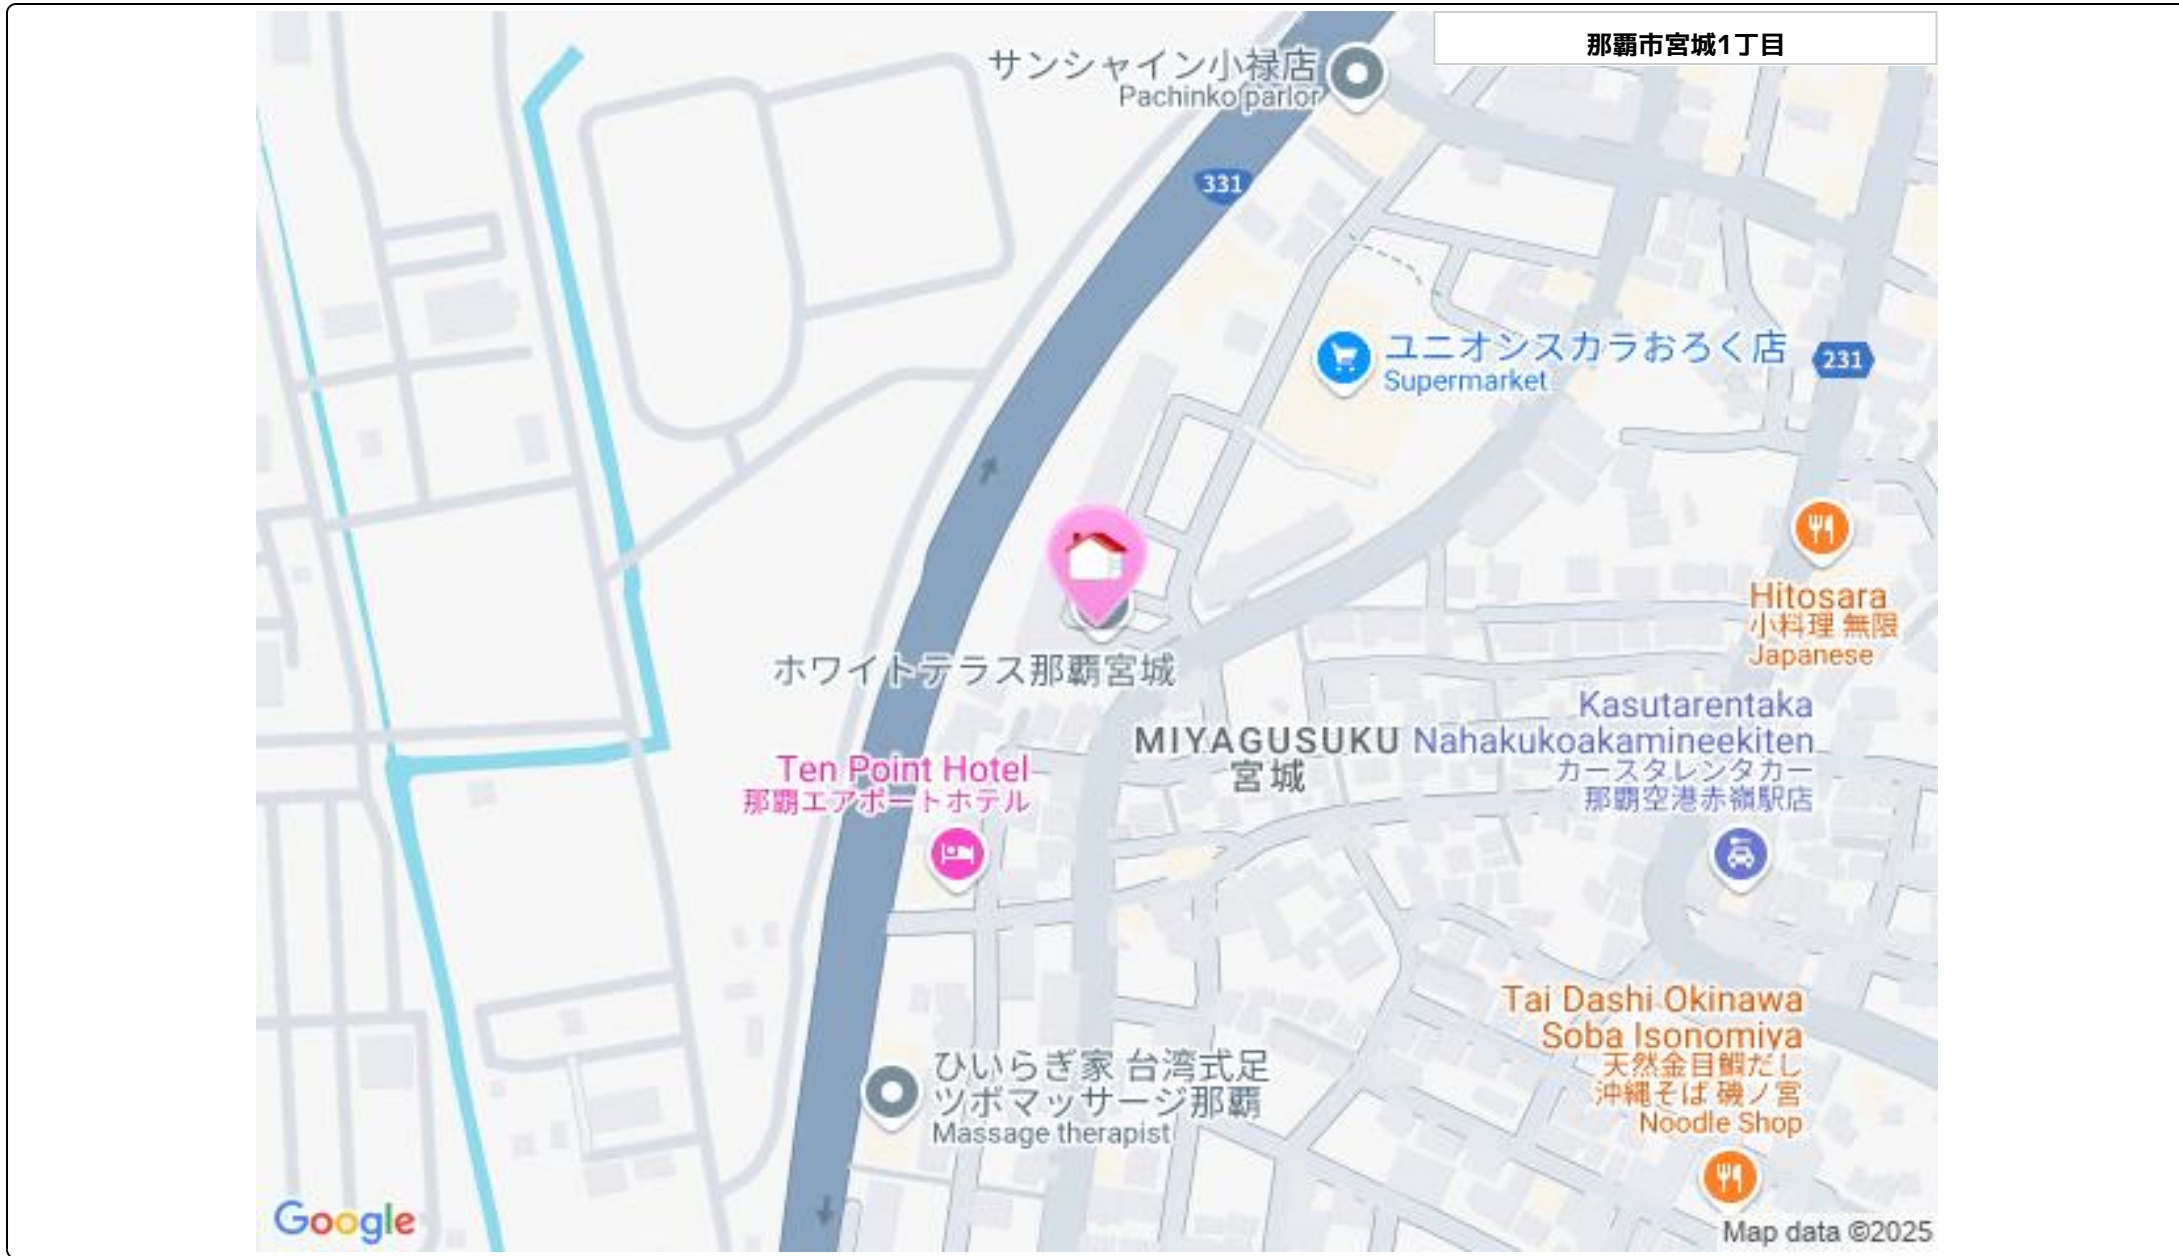 那覇市宮城1丁目
サンシャイン小禄店
Pachinko parlor
331
ユニオンスカラおろく店
Supermarket
231
Hitosara
小料理 無限
Japanese
ホワイトテラス那覇宮城
Kasutarentaka
Nahakukoakamineekiten
カースタレンタカー
那覇空港赤嶺駅店
MIYAGUSUKU
宮城
Ten Point Hotel
那覇エアポートホテル
Tai Dashi Okinawa
Soba Isonomiya
天然金目鯛だし
沖縄そば 磯ノ宮
Noodle Shop
ひいらぎ家 台湾式足
ツボマッサージ那覇
Massage therapist
Google
Map data ©2025